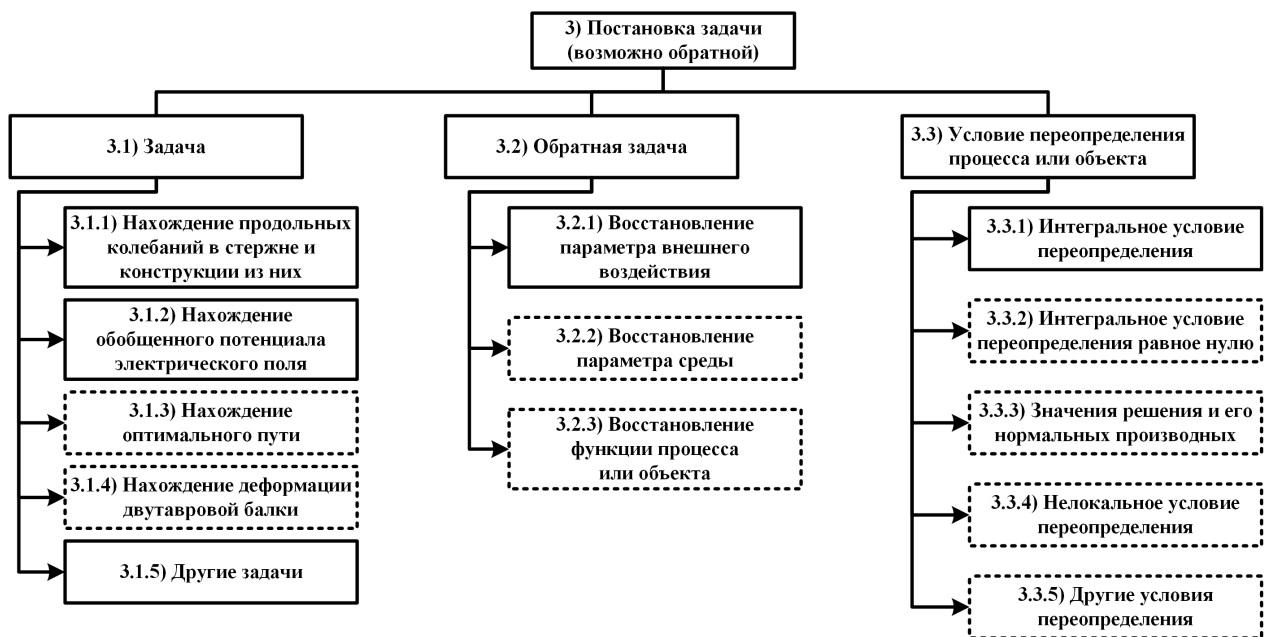 3) Постановка задачи
(возможно обратной)
3.1) Задача
3.1.1) Нахождение продольных
колебаний в стержне и
конструкции из них
3.1.2) Нахождение
обобщенного потенциала
электрического поля
3.1.3) Нахождение
оптимального пути
3.1.4) Нахождение деформации
двутавровой балки
3.1.5) Другие задачи
3.2) Обратная задача
3.2.1) Восстановление
параметра внешнего
воздействия
3.2.2) Восстановление
параметра среды
3.2.3) Восстановление
функции процесса
или объекта
3.3) Условие переопределения
процесса или объекта
3.3.1) Интегральное условие
переопределения
3.3.2) Интегральное условие
переопределения равное нулю
3.3.3) Значения решения и его
нормальных производных
3.3.4) Нелокальное условие
переопределения
3.3.5) Другие условия
переопределения